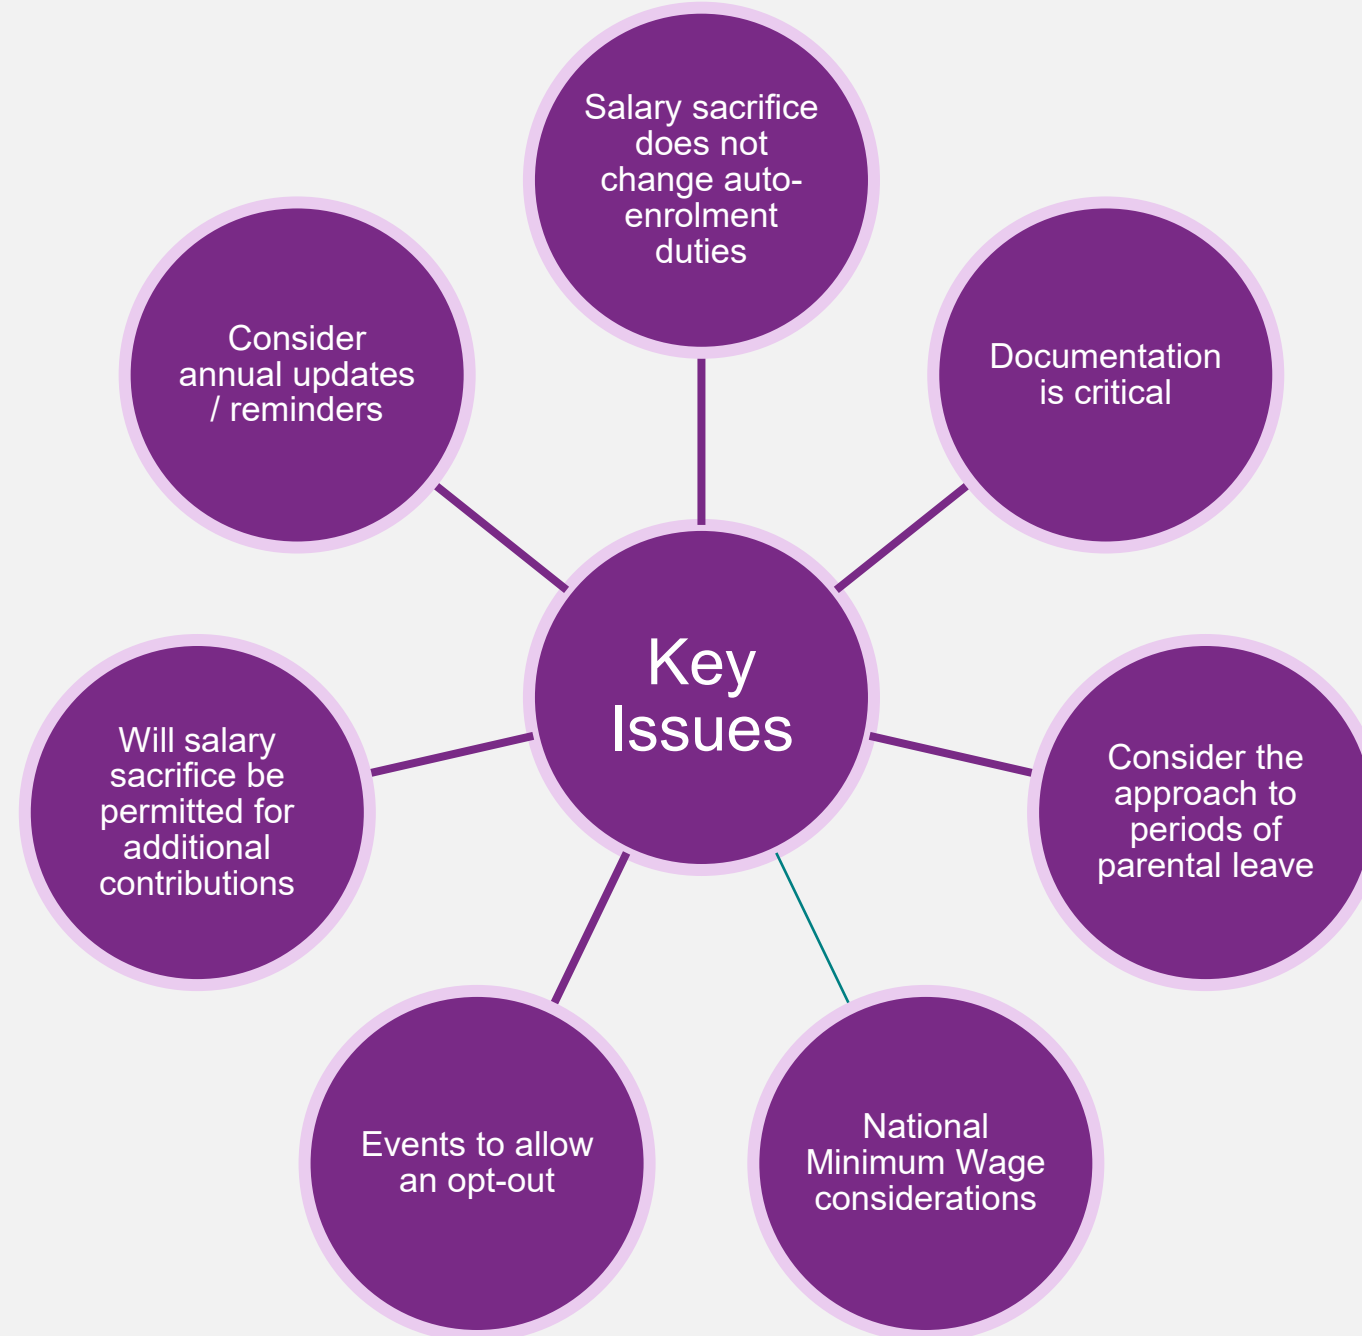 Salary sacrifice
does not
change auto-
enrolment
duties
Documentation
is critical
Consider the
approach to
periods of
parental leave
National
Minimum Wage
considerations
Events to allow
an opt-out
Will salary
sacrifice be
permitted for
additional
contributions
Consider
annual updates
/ reminders
Key
Issues